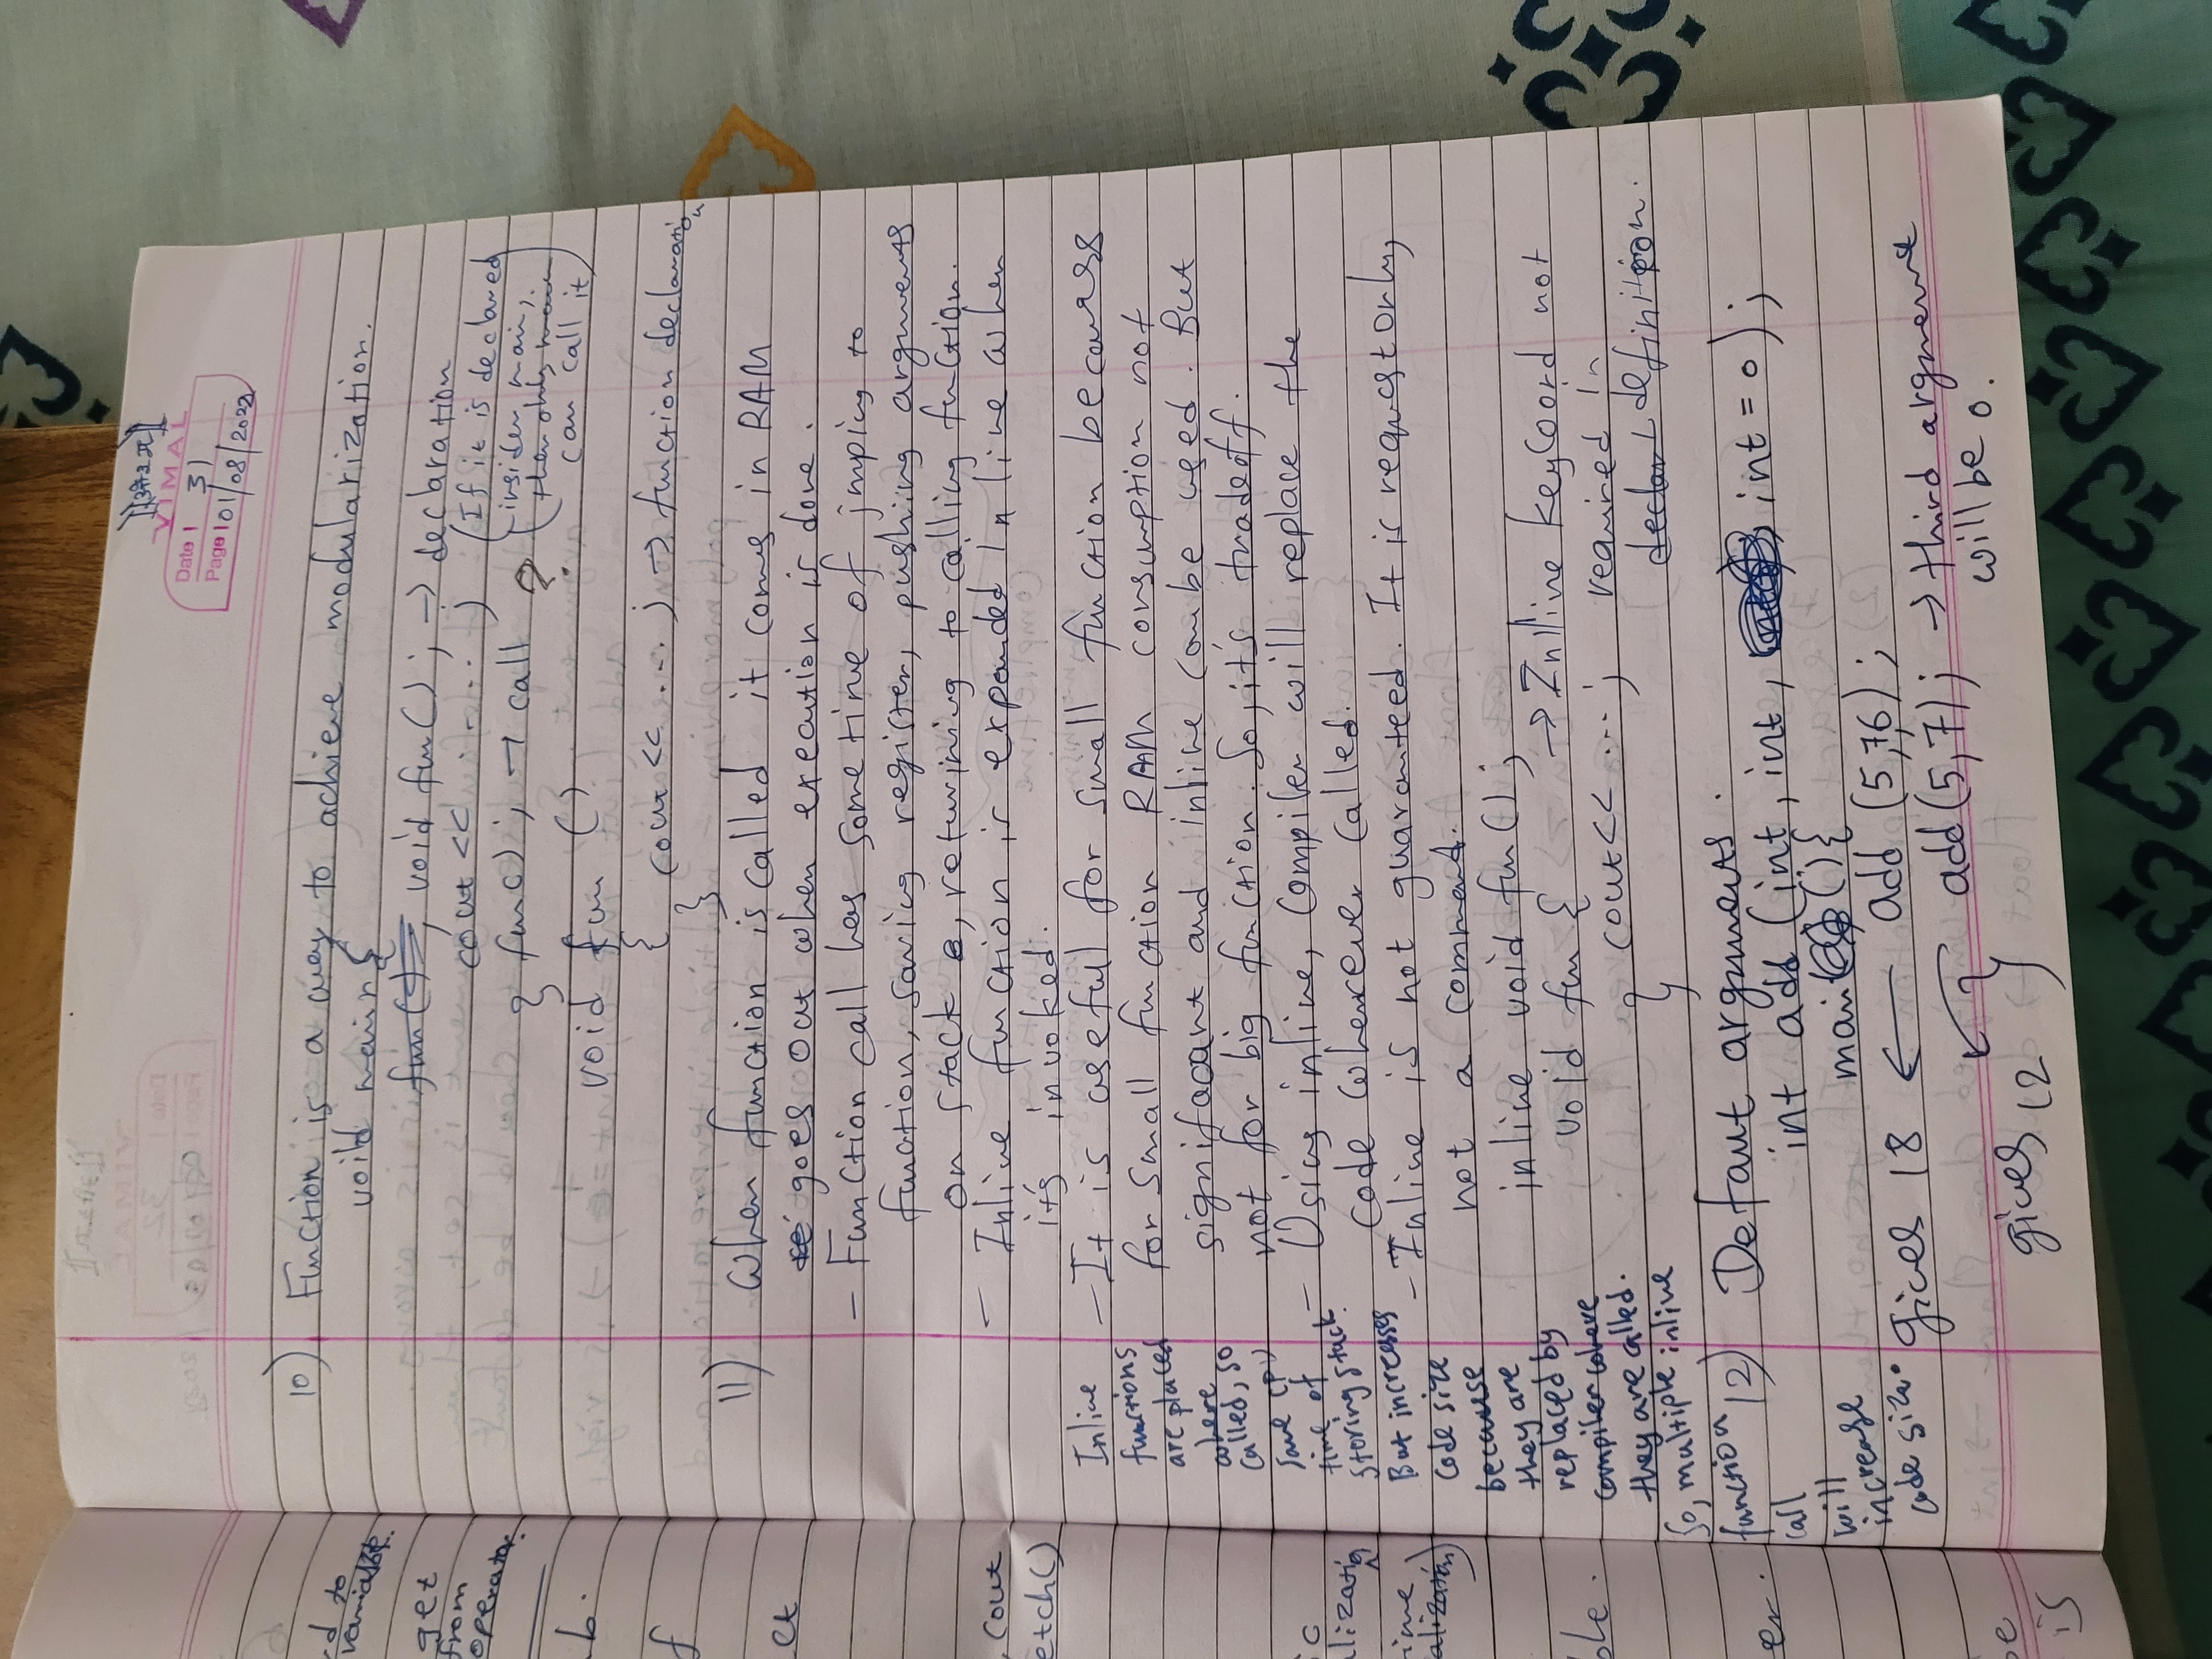 VIMAL
Date | 31
Page | 01/08/2022
10) Function is a way to achieve modularization.
void main {
fun(), void fun(); → declaration
cout << ..... ; (If it is declared
insiden main,
then only main
can call it)
fun(); → call ?
}
void fun ()
{ cout << ... ; → function declaration
}
11) When function is called it comes in RAM
goes out when execution is done.
- Function call has some time of jmping to
function, saving register, pushing arguments
on stack e, returining to calling function.
- Inline function is expanded in line when
it's invoked.
- It is useful for small function becauess
for small function RAM consumption not
signifacant and inline can be used. But
not for big function. So, it's tradeoff.
- Using inline, Compiler will replace the
code wherever called.
- Inline is not guaranteed. It is request only,
not a command.
inline void fun();
void fun { → Inline keyword not
cout<< ... ; required in
declar definition.
}
Inline
functions
are placed
where
called, so
save CPU
time of
storing stack.
But increases
code size
because
they are
replaced by
compiler where
they are called.
So, multiple inline
function
call
will
increase
code size.
12) Defaut arguments.
int add (int, int, int = 0);
main (){
gives 18 ← add (5,7,6);
add(5,7); → third argument
will be 0.
gives 12 }
rd to
variable.
get
from
operator.
b.
f
et
, cout
etch()
ic
lization
ime
alization)
ble.
er.
be
is